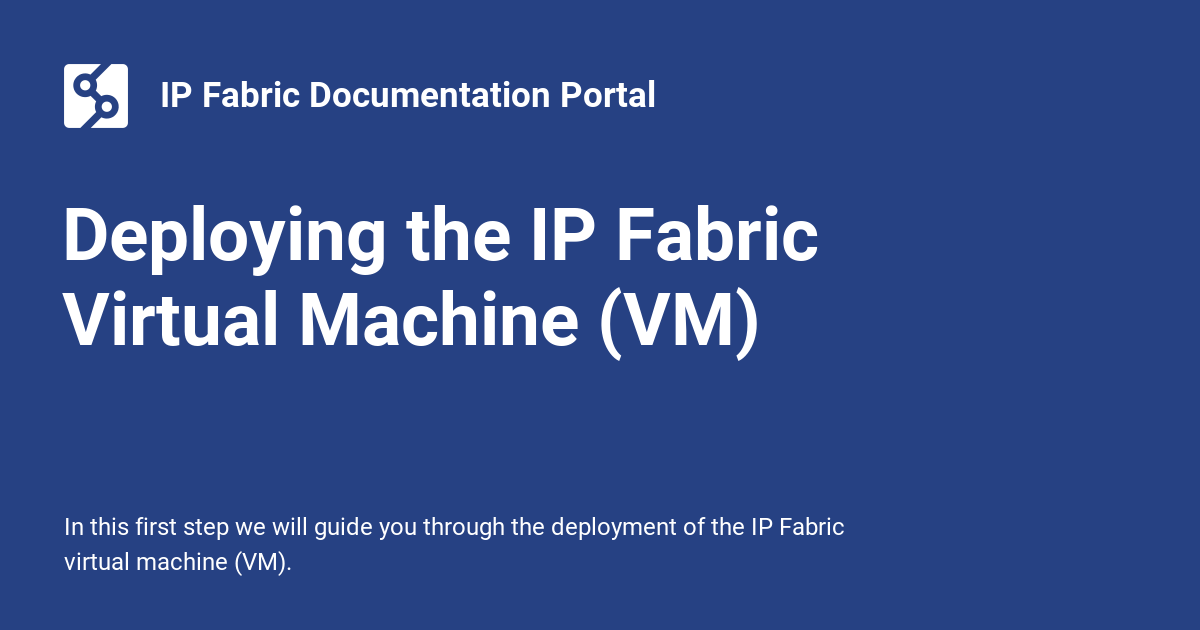 IP Fabric Documentation Portal
Deploying the IP Fabric
Virtual Machine (VM)
In this first step we will guide you through the deployment of the IP Fabric
virtual machine (VM).